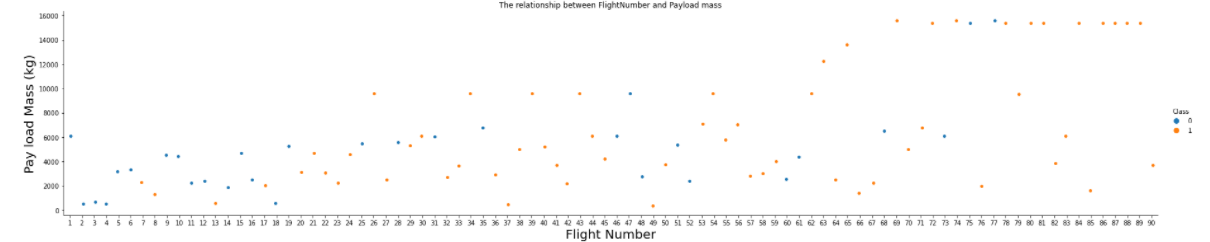 The relationship between FlightNumber and Payload mass
16000
14000
12000
10000
8000
6000
4000
2000
0
Pay load Mass (kg)
1 2 3 4 5 6 7 8 9 10 11 12 13 14 15 16 17 18 19 20 21 22 23 24 25 26 27 28 29 30 31 32 33 34 35 36 37 38 39 40 41 42 43 44 45 46 47 48 49 50 51 52 53 54 55 56 57 58 59 60 61 62 63 64 65 66 67 68 69 70 71 72 73 74 75 76 77 78 79 80 81 82 83 84 85 86 87 88 89 90
Flight Number
Class
0
1